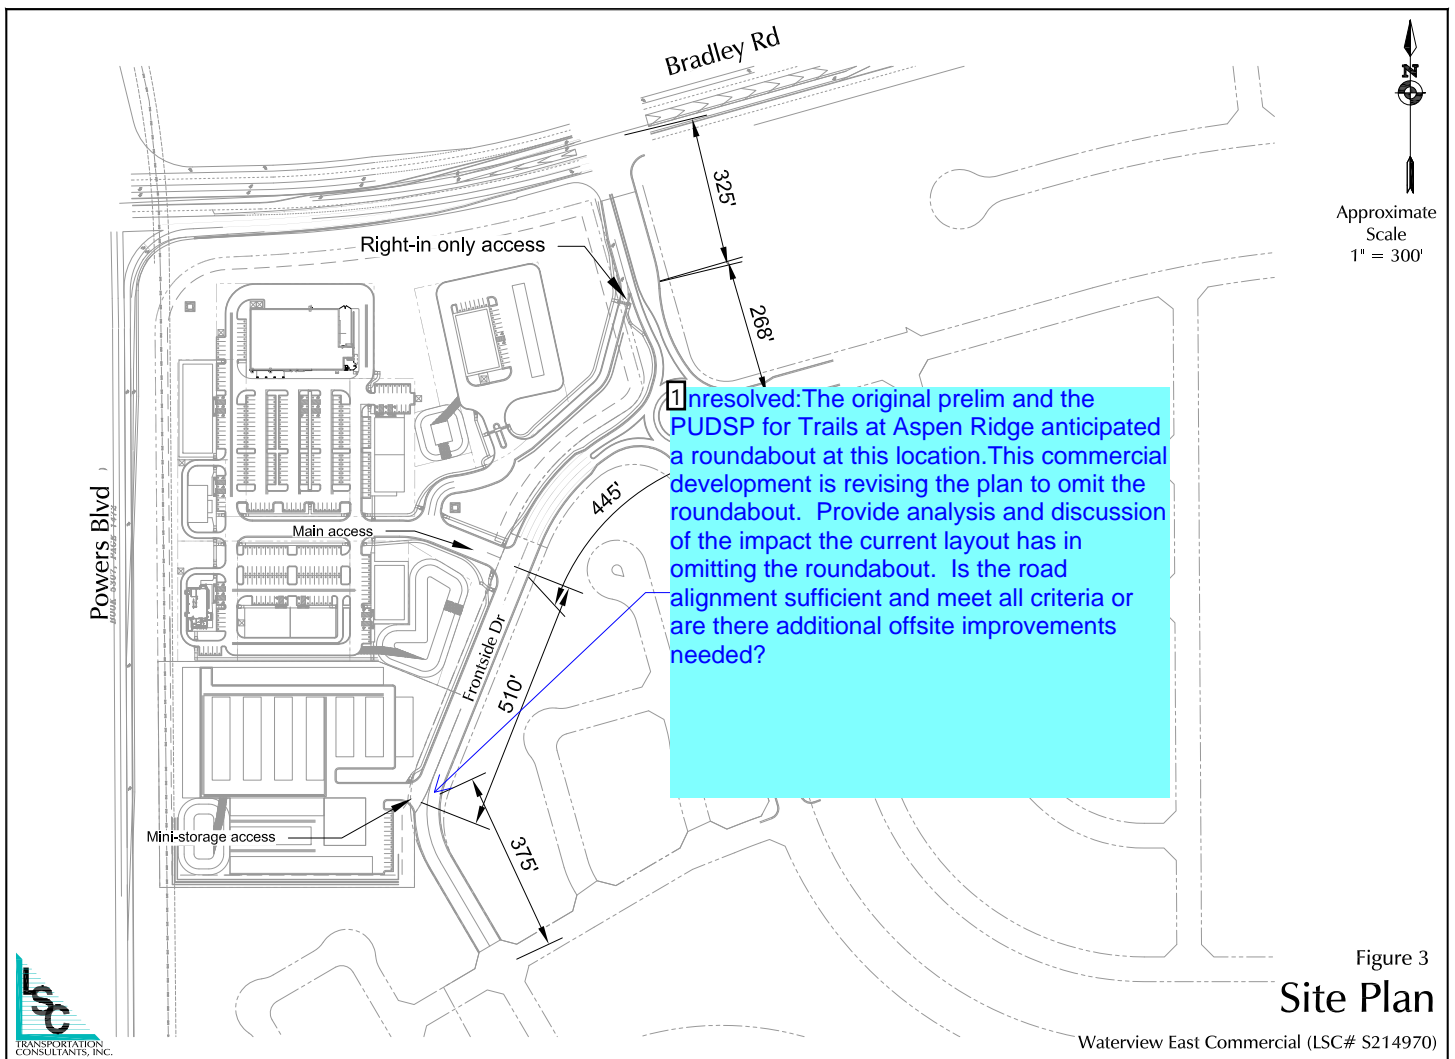 Bradley Rd
N
Approximate
Scale
1" = 300'
325'
Right-in only access
268'
1 nresolved:The original prelim and the
PUDSP for Trails at Aspen Ridge anticipated
a roundabout at this location.This commercial
development is revising the plan to omit the
roundabout. Provide analysis and discussion
of the impact the current layout has in
omitting the roundabout. Is the road
alignment sufficient and meet all criteria or
are there additional offsite improvements
needed?
445'
Main access
Powers Blvd
Frontside Dr
510'
Mini-storage access
375'
Figure 3
Site Plan
Waterview East Commercial (LSC# S214970)
LSC
TRANSPORTATION
CONSULTANTS, INC.